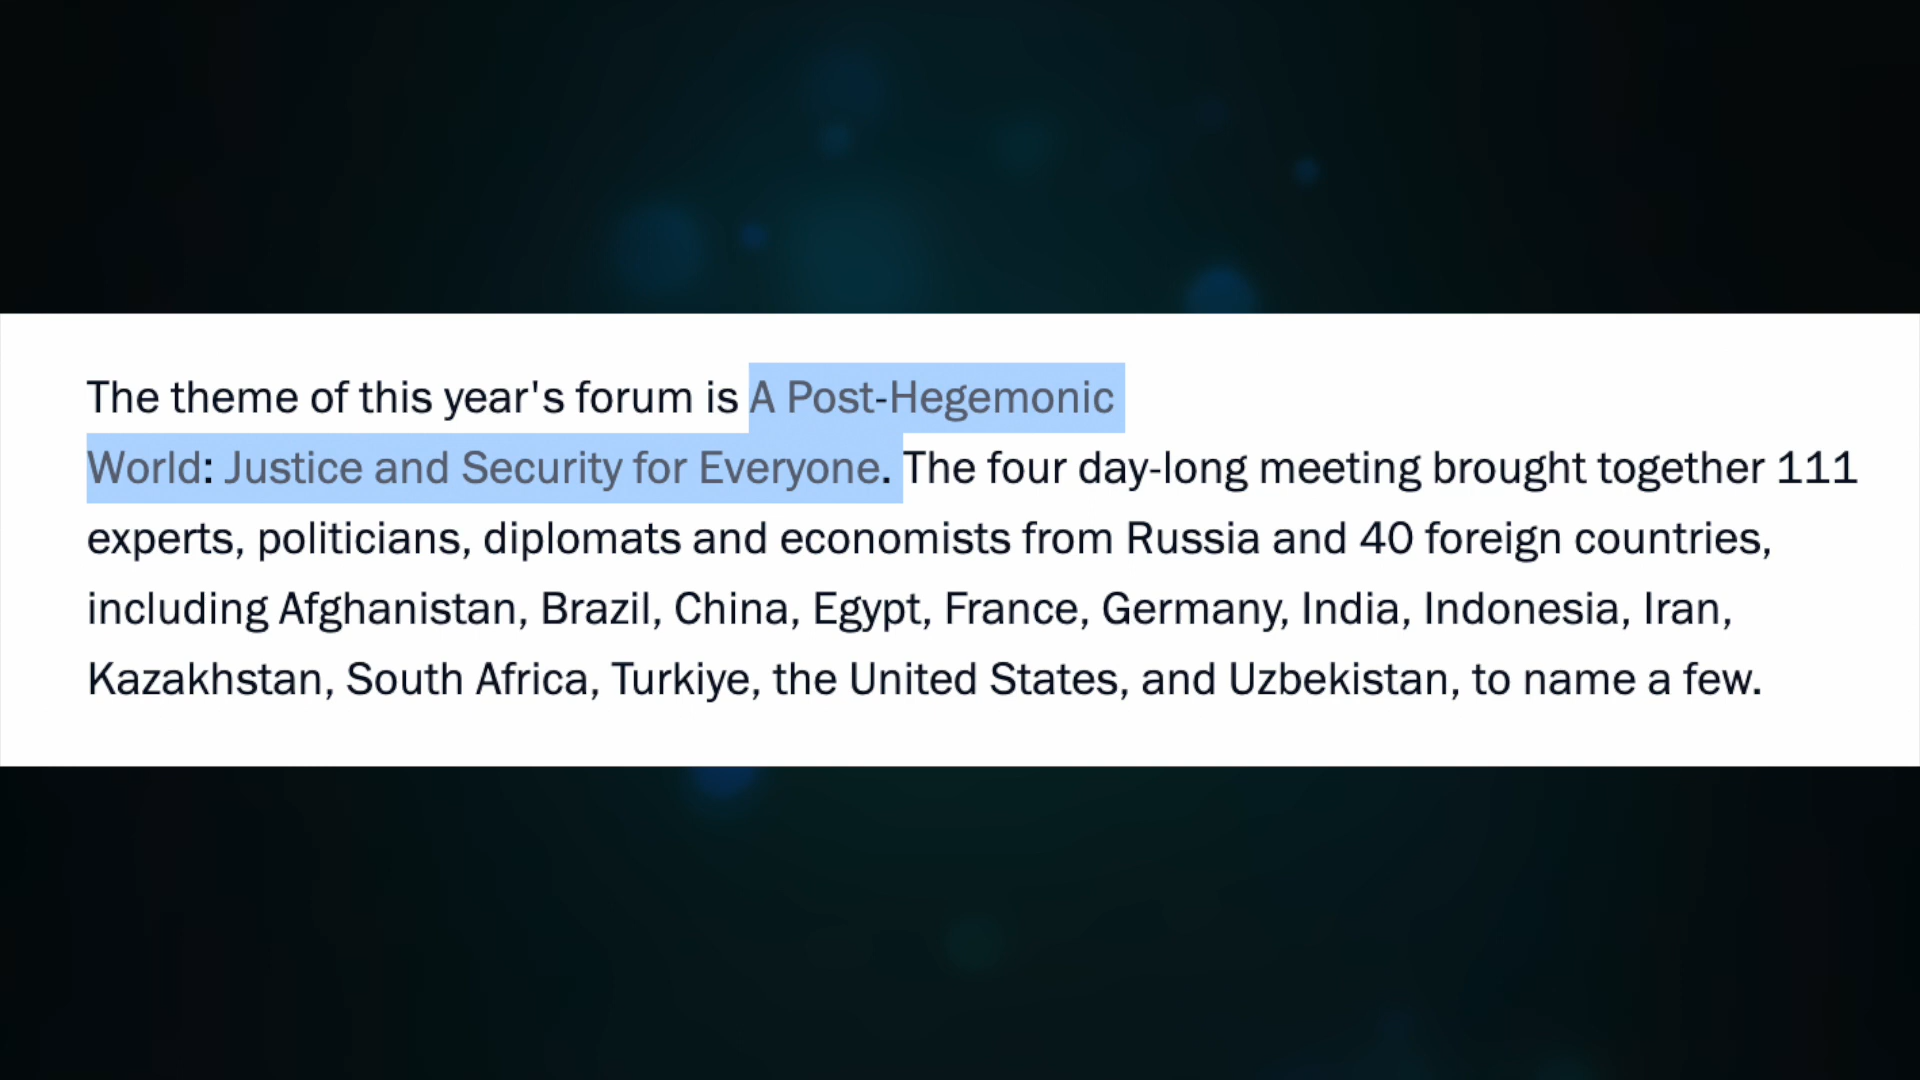 The theme of this year's forum is A Post-Hegemonic
World: Justice and Security for Everyone. The four day-long meeting brought together 111
experts, politicians, diplomats and economists from Russia and 40 foreign countries,
including Afghanistan, Brazil, China, Egypt, France, Germany, India, Indonesia, Iran,
Kazakhstan, South Africa, Turkiye, the United States, and Uzbekistan, to name a few.